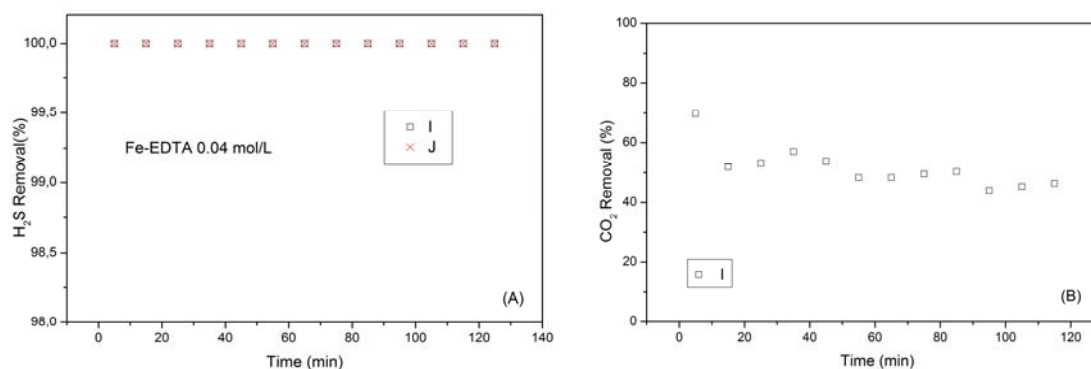 100,0
99,5
99,0
98,5
98,0
H₂S Removal(%)
Fe-EDTA 0.04 mol/L
I
J
(A)
0 20 40 60 80 100 120 140
Time (min)
100
80
60
40
20
0
CO₂ Removal (%)
I
(B)
0 20 40 60 80 100 120
Time (min)